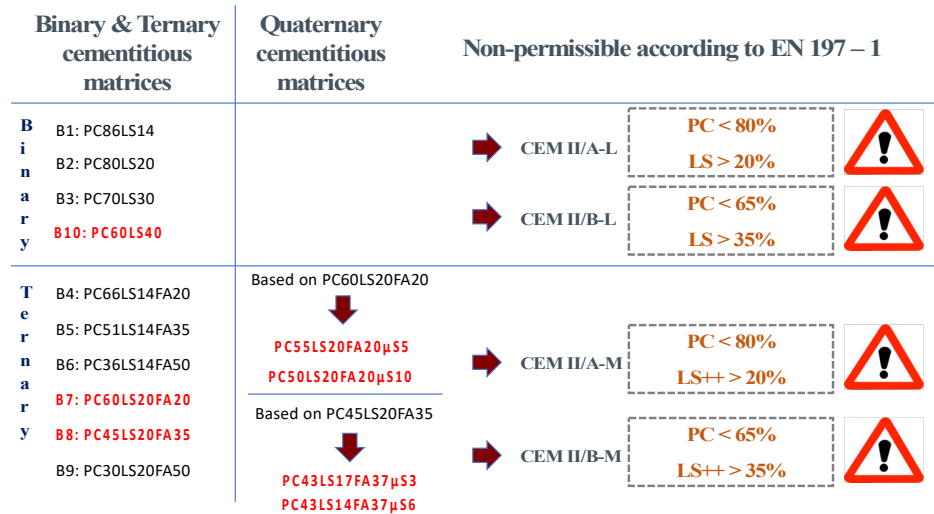 Binary & Ternary
cementitious
matrices
Quaternary
cementitious
matrices
Non-permissible according to EN 197 – 1
Binary
B1: PC86LS14
B2: PC80LS20
B3: PC70LS30
B10: PC60LS40
CEM II/A-L
PC < 80%
LS > 20%
CEM II/B-L
PC < 65%
LS > 35%
Ternary
B4: PC66LS14FA20
B5: PC51LS14FA35
B6: PC36LS14FA50
B7: PC60LS20FA20
B8: PC45LS20FA35
B9: PC30LS20FA50
Based on PC60LS20FA20
PC55LS20FA20μS5
PC50LS20FA20μS10
Based on PC45LS20FA35
PC43LS17FA37μS3
PC43LS14FA37μS6
CEM II/A-M
PC < 80%
LS++ > 20%
CEM II/B-M
PC < 65%
LS++ > 35%